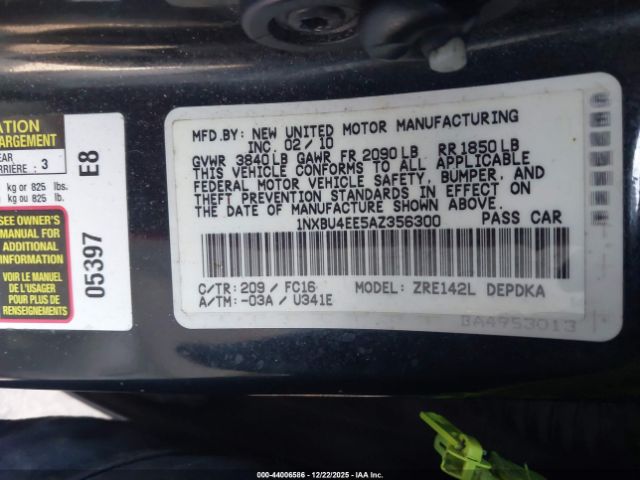 ATION
ARGEMENT
EAR
RRIÈRE: 3
kg or 825 lbs.
kg ou 825 lb.
SEE OWNER'S
MANUAL FOR
ADDITIONAL
INFORMATION
VOIR LE MANUEL
DE L'USAGER
POUR PLUS DE
RENSEIGNEMENTS
05397 E8
MFD.BY: NEW UNITED MOTOR MANUFACTURING
INC. 02/10
GVWR 3840LB GAWR FR 2090LB RR1850LB
THIS VEHICLE CONFORMS TO ALL APPLICABLE
FEDERAL MOTOR VEHICLE SAFETY, BUMPER, AND
THEFT PREVENTION STANDARDS IN EFFECT ON
THE DATE OF MANUFACTURE SHOWN ABOVE.
1NXBU4EE5AZ356300 PASS CAR
C/TR: 209 / FC16 MODEL: ZRE142L DEPDKA
A/TM: -03A / U341E
BA4953013
000-44006586 - 12/22/2025 - IAA Inc.